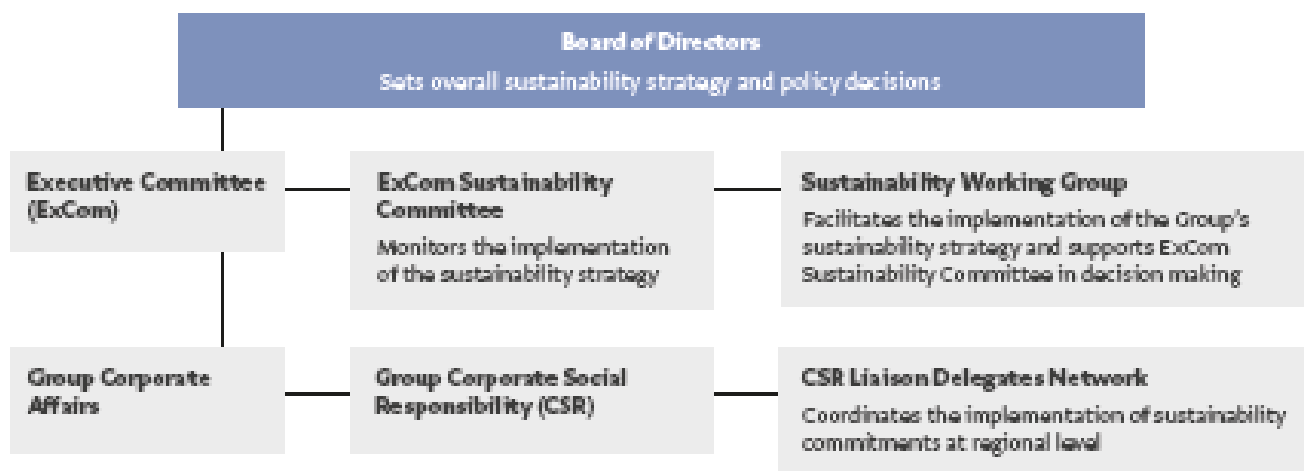 Board of Directors
Sets overall sustainability strategy and policy decisions
Executive Committee
(ExCom)
ExCom Sustainability
Committee
Monitors the implementation
of the sustainability strategy
Sustainability Working Group
Facilitates the implementation of the Group's
sustainability strategy and supports ExCom
Sustainability Committee in decision making
Group Corporate
Affairs
Group Corporate Social
Responsibility (CSR)
CSR Liaison Delegates Network
Coordinates the implementation of sustainability
commitments at regional level